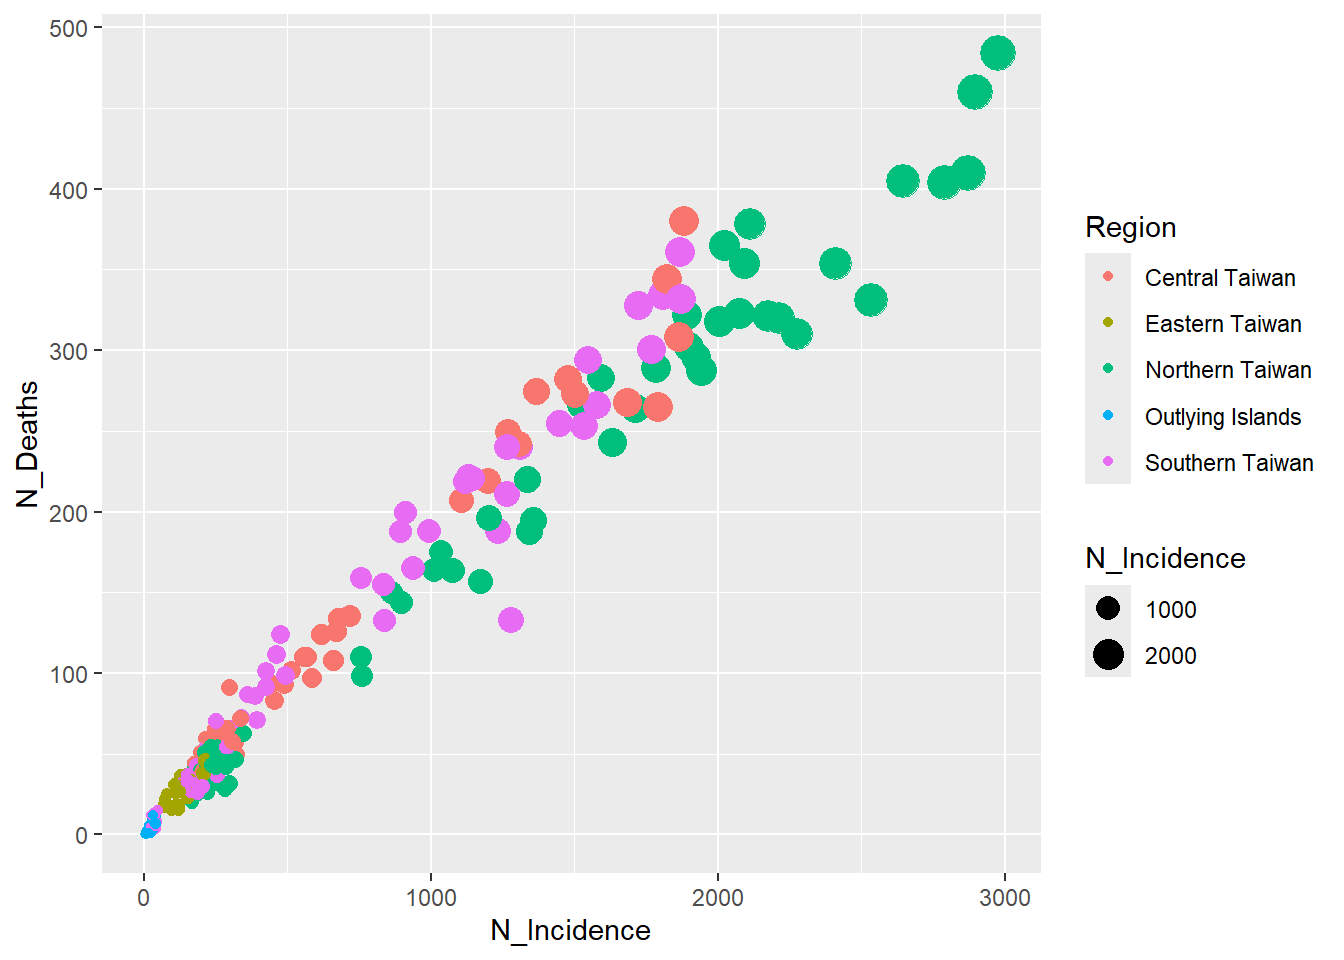 500
400
300
200
100
0
N_Deaths
0 1000 2000 3000
N_Incidence
Region
Central Taiwan
Eastern Taiwan
Northern Taiwan
Outlying Islands
Southern Taiwan
N_Incidence
1000
2000